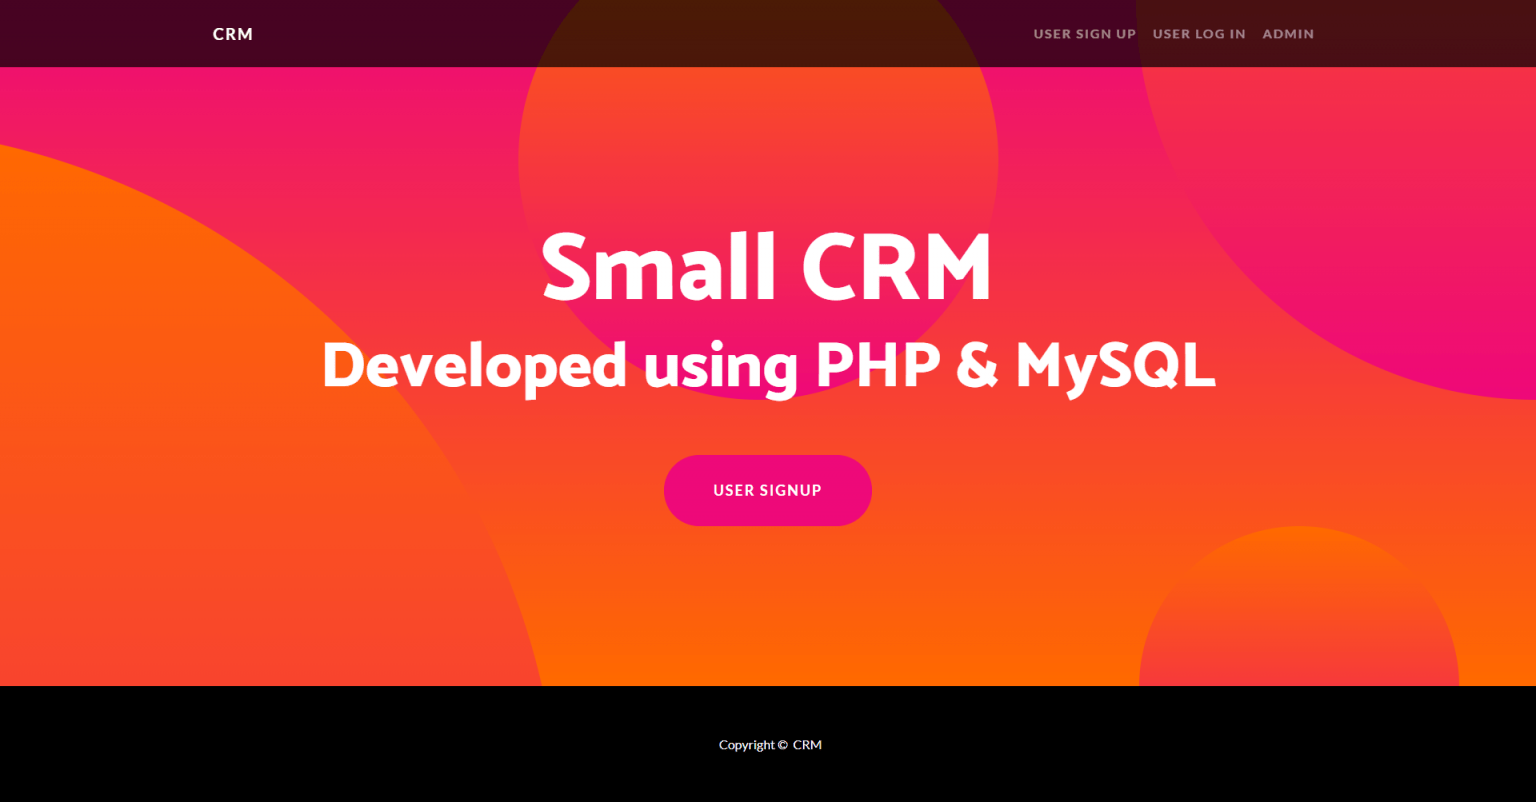 CRM
USER SIGN UP USER LOG IN ADMIN
Small CRM
Developed using PHP & MySQL
USER SIGNUP
Copyright © CRM